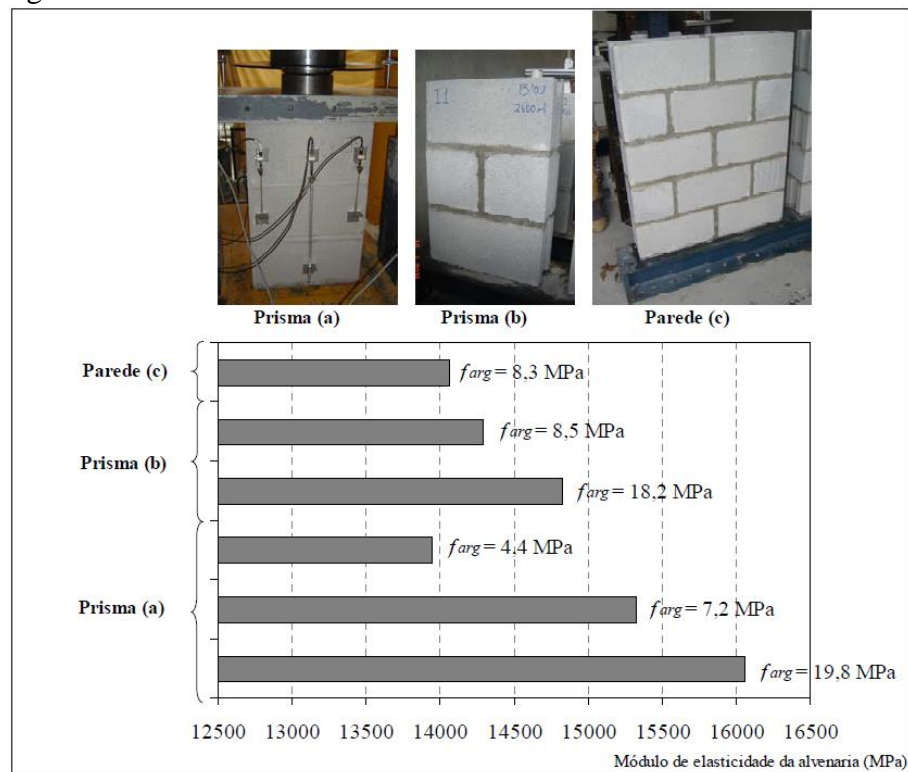 I1
Prisma (a)
Prisma (b)
Parede (c)
Parede (c)
farg = 8,3 MPa
farg = 8,5 MPa
Prisma (b)
farg = 18,2 MPa
farg = 4,4 MPa
Prisma (a)
farg = 7,2 MPa
farg = 19,8 MPa
12500 13000 13500 14000 14500 15000 15500 16000 16500
Módulo de elasticidade da alvenaria (MPa)